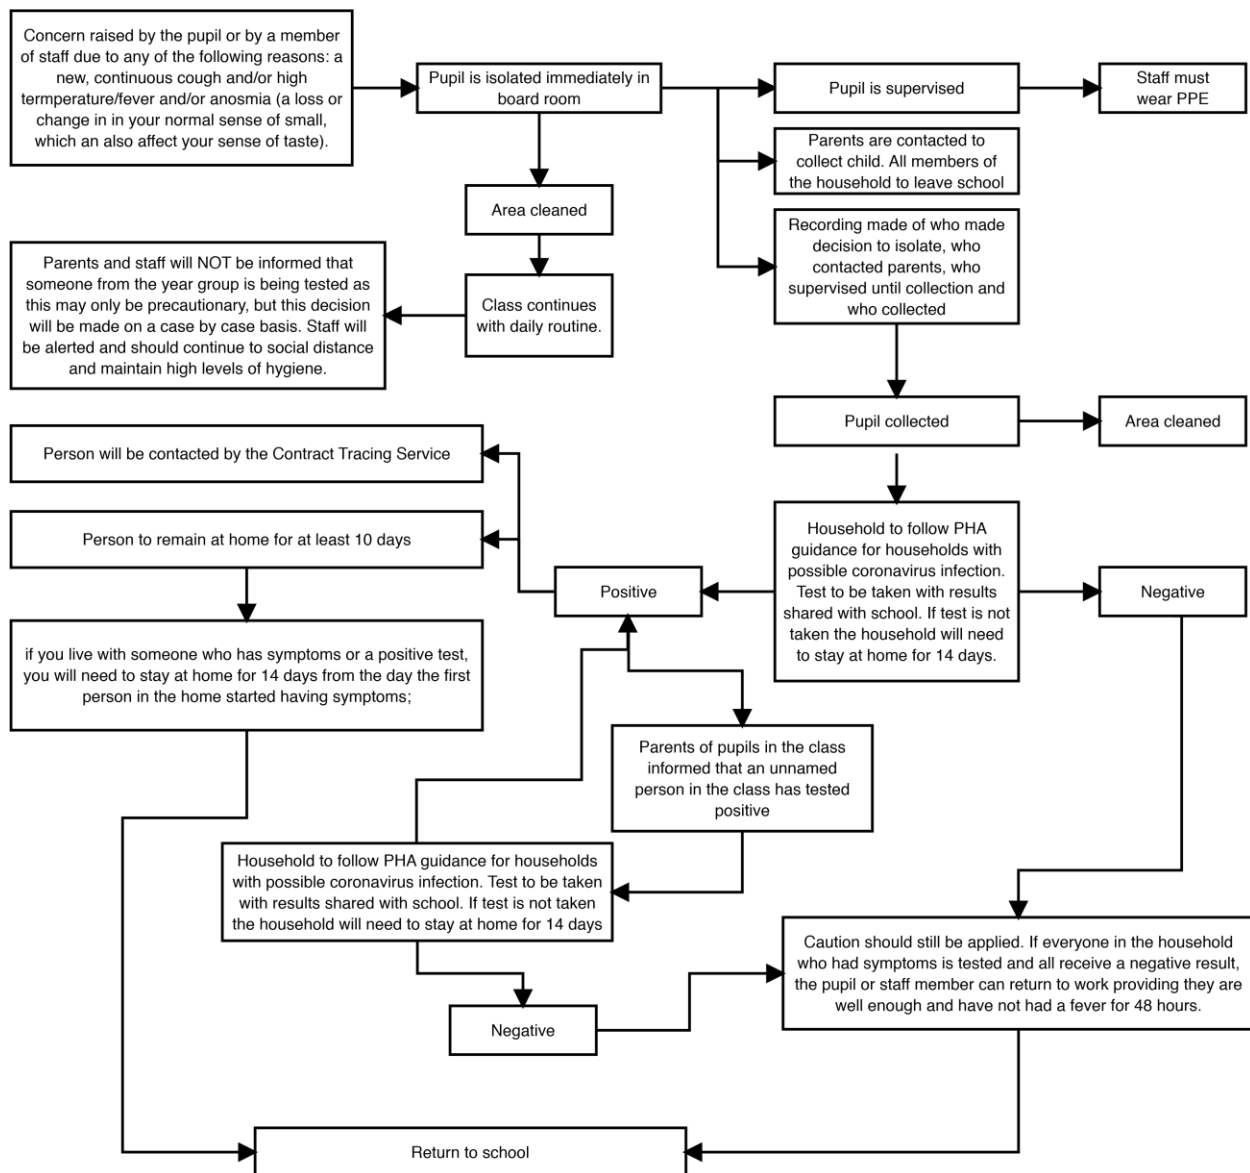 Concern raised by the pupil or by a member
of staff due to any of the following reasons: a
new, continuous cough and/or high
termperature/fever and/or anosmia (a loss or
change in in your normal sense of small,
which an also affect your sense of taste).
Pupil is isolated immediately in
board room
Pupil is supervised
Staff must
wear PPE
Parents are contacted to
collect child. All members of
the household to leave school
Area cleaned
Recording made of who made
decision to isolate, who
contacted parents, who
supervised until collection and
who collected
Parents and staff will NOT be informed that
someone from the year group is being tested as
this may only be precautionary, but this decision
will be made on a case by case basis. Staff will
be alerted and should continue to social distance
and maintain high levels of hygiene.
Class continues
with daily routine.
Pupil collected
Area cleaned
Person will be contacted by the Contract Tracing Service
Person to remain at home for at least 10 days
Household to follow PHA
guidance for households with
possible coronavirus infection.
Test to be taken with results
shared with school. If test is not
taken the household will need
to stay at home for 14 days.
Positive
Negative
if you live with someone who has symptoms or a positive test,
you will need to stay at home for 14 days from the day the first
person in the home started having symptoms;
Parents of pupils in the class
informed that an unnamed
person in the class has tested
positive
Household to follow PHA guidance for households
with possible coronavirus infection. Test to be taken
with results shared with school. If test is not taken
the household will need to stay at home for 14 days
Caution should still be applied. If everyone in the household
who had symptoms is tested and all receive a negative result,
the pupil or staff member can return to work providing they are
well enough and have not had a fever for 48 hours.
Negative
Return to school